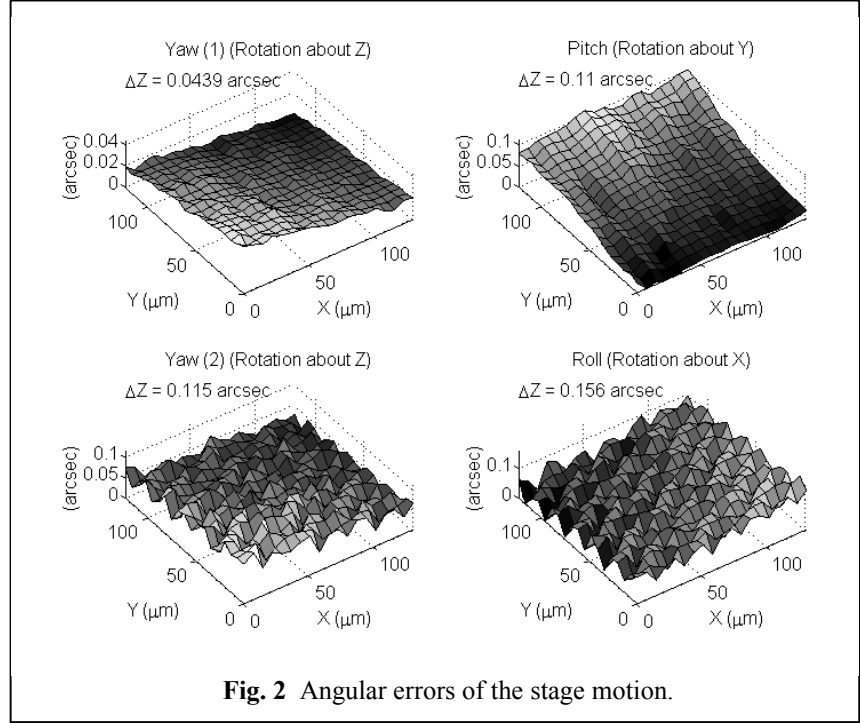 Yaw (1) (Rotation about Z)
ΔZ = 0.0439 arcsec
0.04
0.02
0
(arcsec)
100
50
0
Y (μm)
0
50
100
X (μm)
Pitch (Rotation about Y)
ΔZ = 0.11 arcsec
0.1
0.05
0
(arcsec)
100
50
0
Y (μm)
0
50
100
X (μm)
Yaw (2) (Rotation about Z)
ΔZ = 0.115 arcsec
0.1
0.05
0
(arcsec)
100
50
0
Y (μm)
0
50
100
X (μm)
Roll (Rotation about X)
ΔZ = 0.156 arcsec
0.1
0
(arcsec)
100
50
0
Y (μm)
0
50
100
X (μm)
Fig. 2 Angular errors of the stage motion.